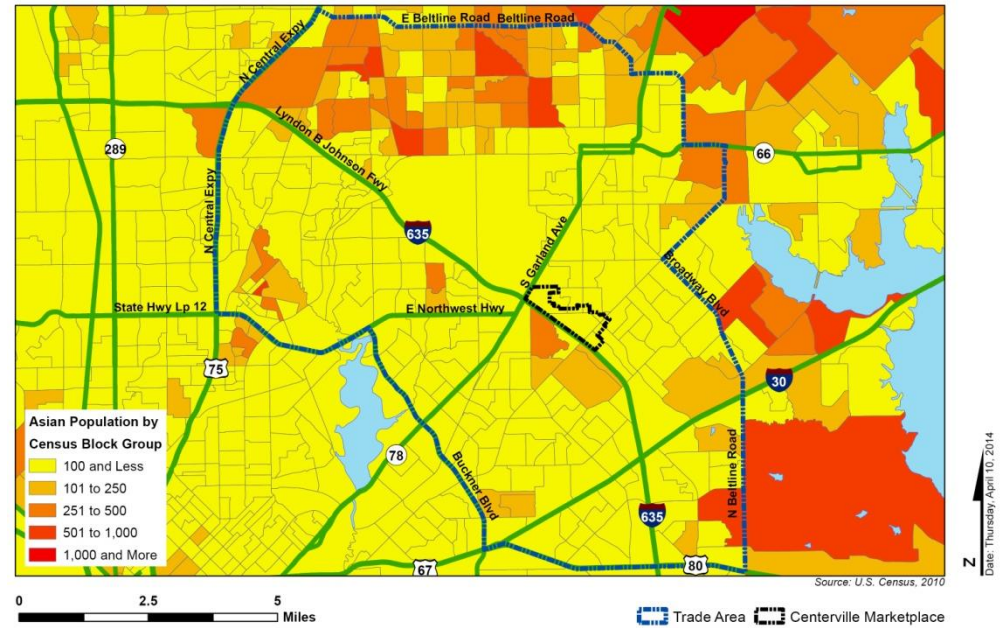 E Beltline Road Beltline Road
N Central Expy
Lyndon B Johnson Fwy
289
66
N Central Expy
635
S Garland Ave
Broadway Blvd
State Hwy Lp 12
E Northwest Hwy
75
30
78
Buckner Blvd
N Beltline Road
635
67
80
Asian Population by
Census Block Group
100 and Less
101 to 250
251 to 500
501 to 1,000
1,000 and More
N
Date: Thursday, April 10, 2014
Source: U.S. Census, 2010
0 2.5 5
Miles
Trade Area Centerville Marketplace